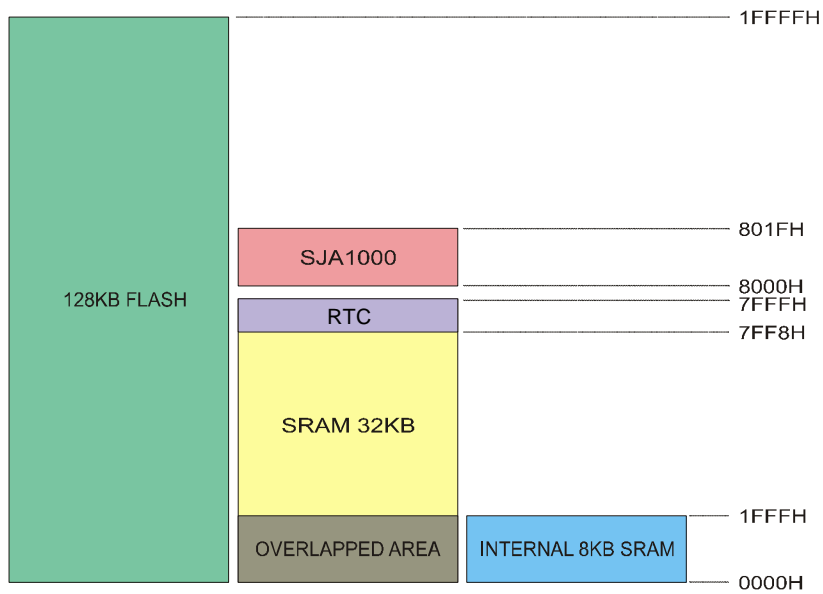 1FFFFH
801FH
SJA1000
8000H
128KB FLASH
7FFFH
RTC
7FF8H
SRAM 32KB
1FFFH
OVERLAPPED AREA
INTERNAL 8KB SRAM
0000H